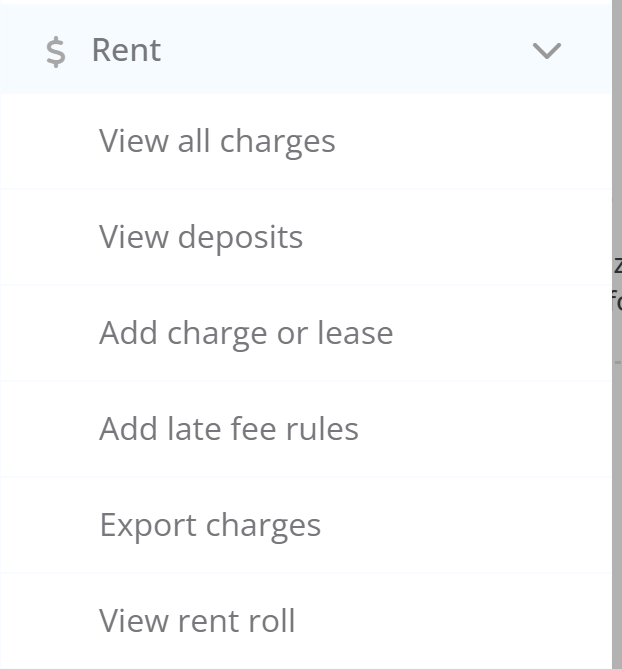 $ Rent
View all charges
View deposits
Add charge or lease
Add late fee rules
Export charges
View rent roll